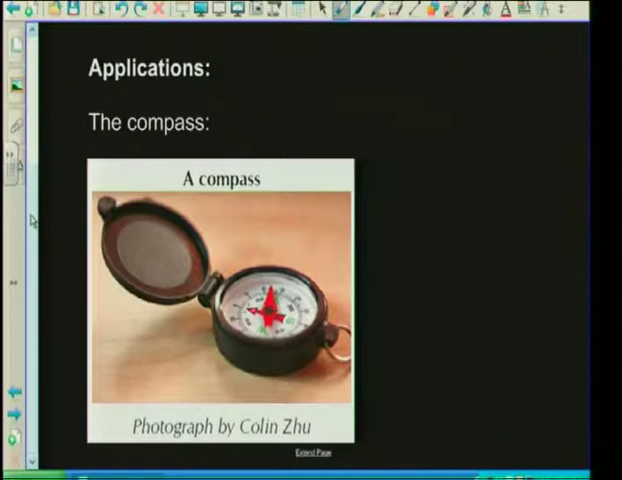 Applications:
The compass:
A compass
Photograph by Colin Zhu
Extend Page